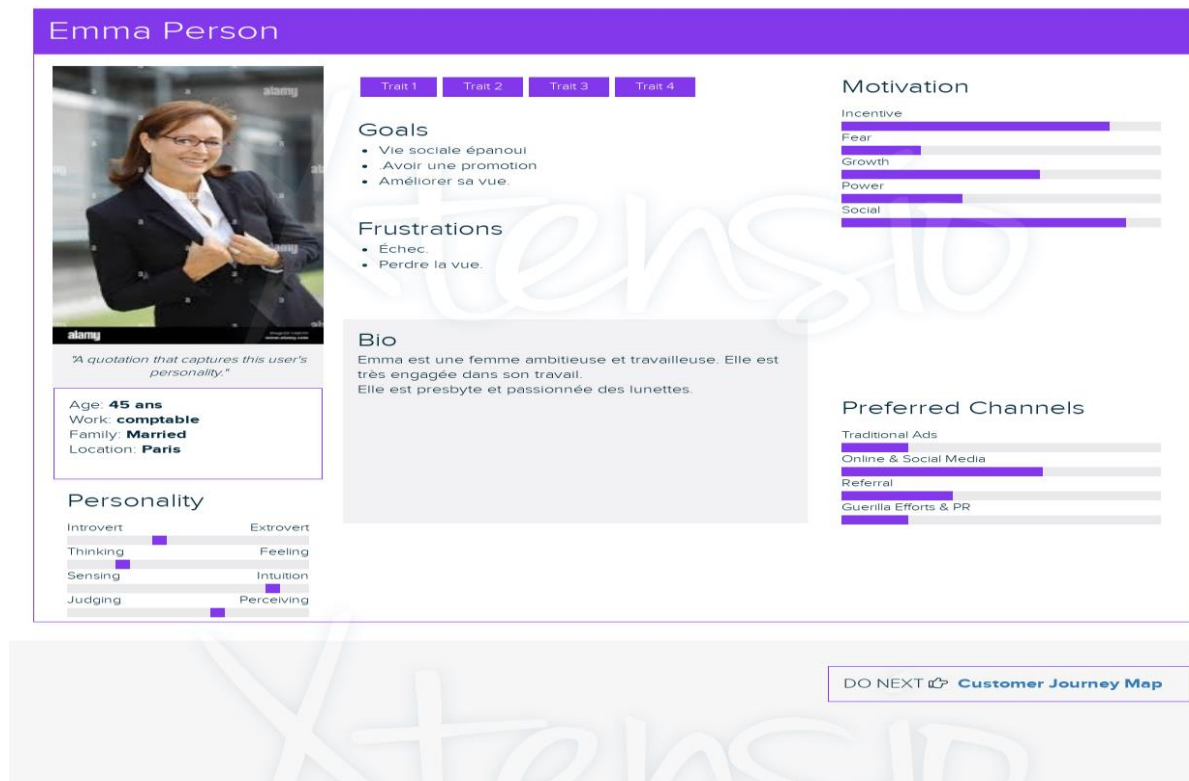 Emma Person
alamy
alamy
"A quotation that captures this user's
personality."
Age: 45 ans
Work: comptable
Family: Married
Location: Paris
Personality
Introvert Extrovert
Thinking Feeling
Sensing Intuition
Judging Perceiving
Trait 1 Trait 2 Trait 3 Trait 4
Goals
• Vie sociale épanoui
• .Avoir une promotion
• Améliorer sa vue.
Frustrations
• Échec.
• Perdre la vue.
Bio
Emma est une femme ambitieuse et travailleuse. Elle est
très engagée dans son travail.
Elle est presbyte et passionnée des lunettes.
Motivation
Incentive
Fear
Growth
Power
Social
Preferred Channels
Traditional Ads
Online & Social Media
Referral
Guerilla Efforts & PR
DO NEXT Customer Journey Map
Xtensio
Xtensio